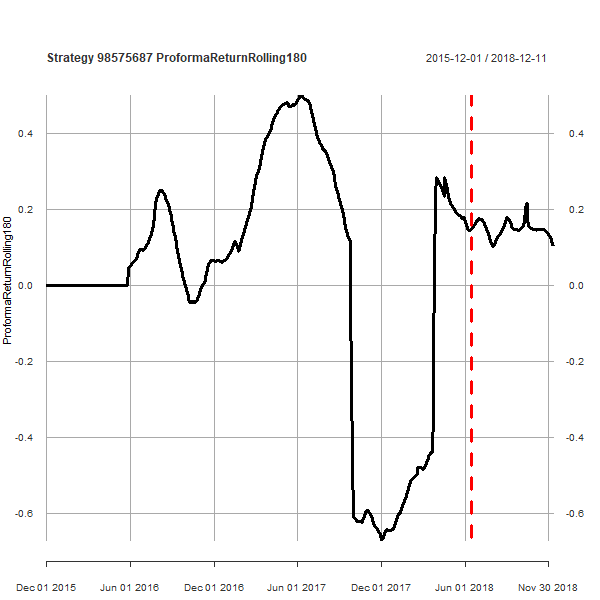 Strategy 98575687 ProformaReturnRolling180
2015-12-01 / 2018-12-11
ProformaReturnRolling180
0.4 0.4
0.2 0.2
0.0 0.0
-0.2 -0.2
-0.4 -0.4
-0.6 -0.6
Dec 01 2015 Jun 01 2016 Dec 01 2016 Jun 01 2017 Dec 01 2017 Jun 01 2018 Nov 30 2018